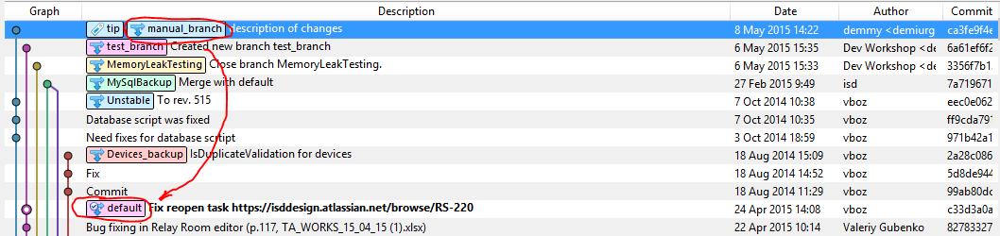 Graph Description Date Author Commit
tip manual_branch description of changes 8 May 2015 14:22 demmy <demiurg ca3fe9f4e
test_branch Created new branch test_branch 6 May 2015 15:35 Dev Workshop <de 6a61ef6f2
MemoryLeakTesting Close branch MemoryLeakTesting. 6 May 2015 15:33 Dev Workshop <de 3356f7b1
MySqlBackup Merge with default 27 Feb 2015 9:49 isd 7a719671
Unstable To rev. 515 7 Oct 2014 10:38 vboz eec0e062
Database script was fixed 7 Oct 2014 10:35 vboz ff9cda791
Need fixes for database script 3 Oct 2014 18:59 vboz 971b42a1
Devices_backup IsDuplicateValidation for devices 18 Aug 2014 15:09 vboz 2a28c086
Fix 18 Aug 2014 14:52 vboz 5d8de944
Commit 18 Aug 2014 11:29 vboz 99ab80dc
default Fix reopen task https://isddesign.atlassian.net/browse/RS-220 24 Apr 2015 14:08 vboz c33d3a0a
Bug fixing in Relay Room editor (p.117, TA_WORKS_15_04_15 (1).xlsx) 22 Apr 2015 10:14 Valeriy Gubenko 82783327